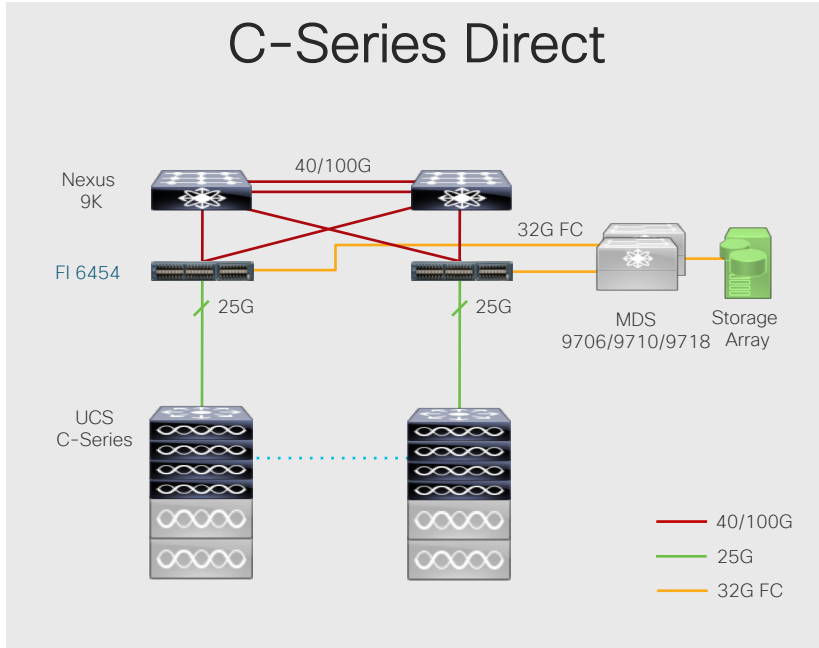 C-Series Direct
40/100G
Nexus
9K
32G FC
FI 6454
25G
25G
MDS
9706/9710/9718
Storage
Array
UCS
C-Series
40/100G
25G
32G FC